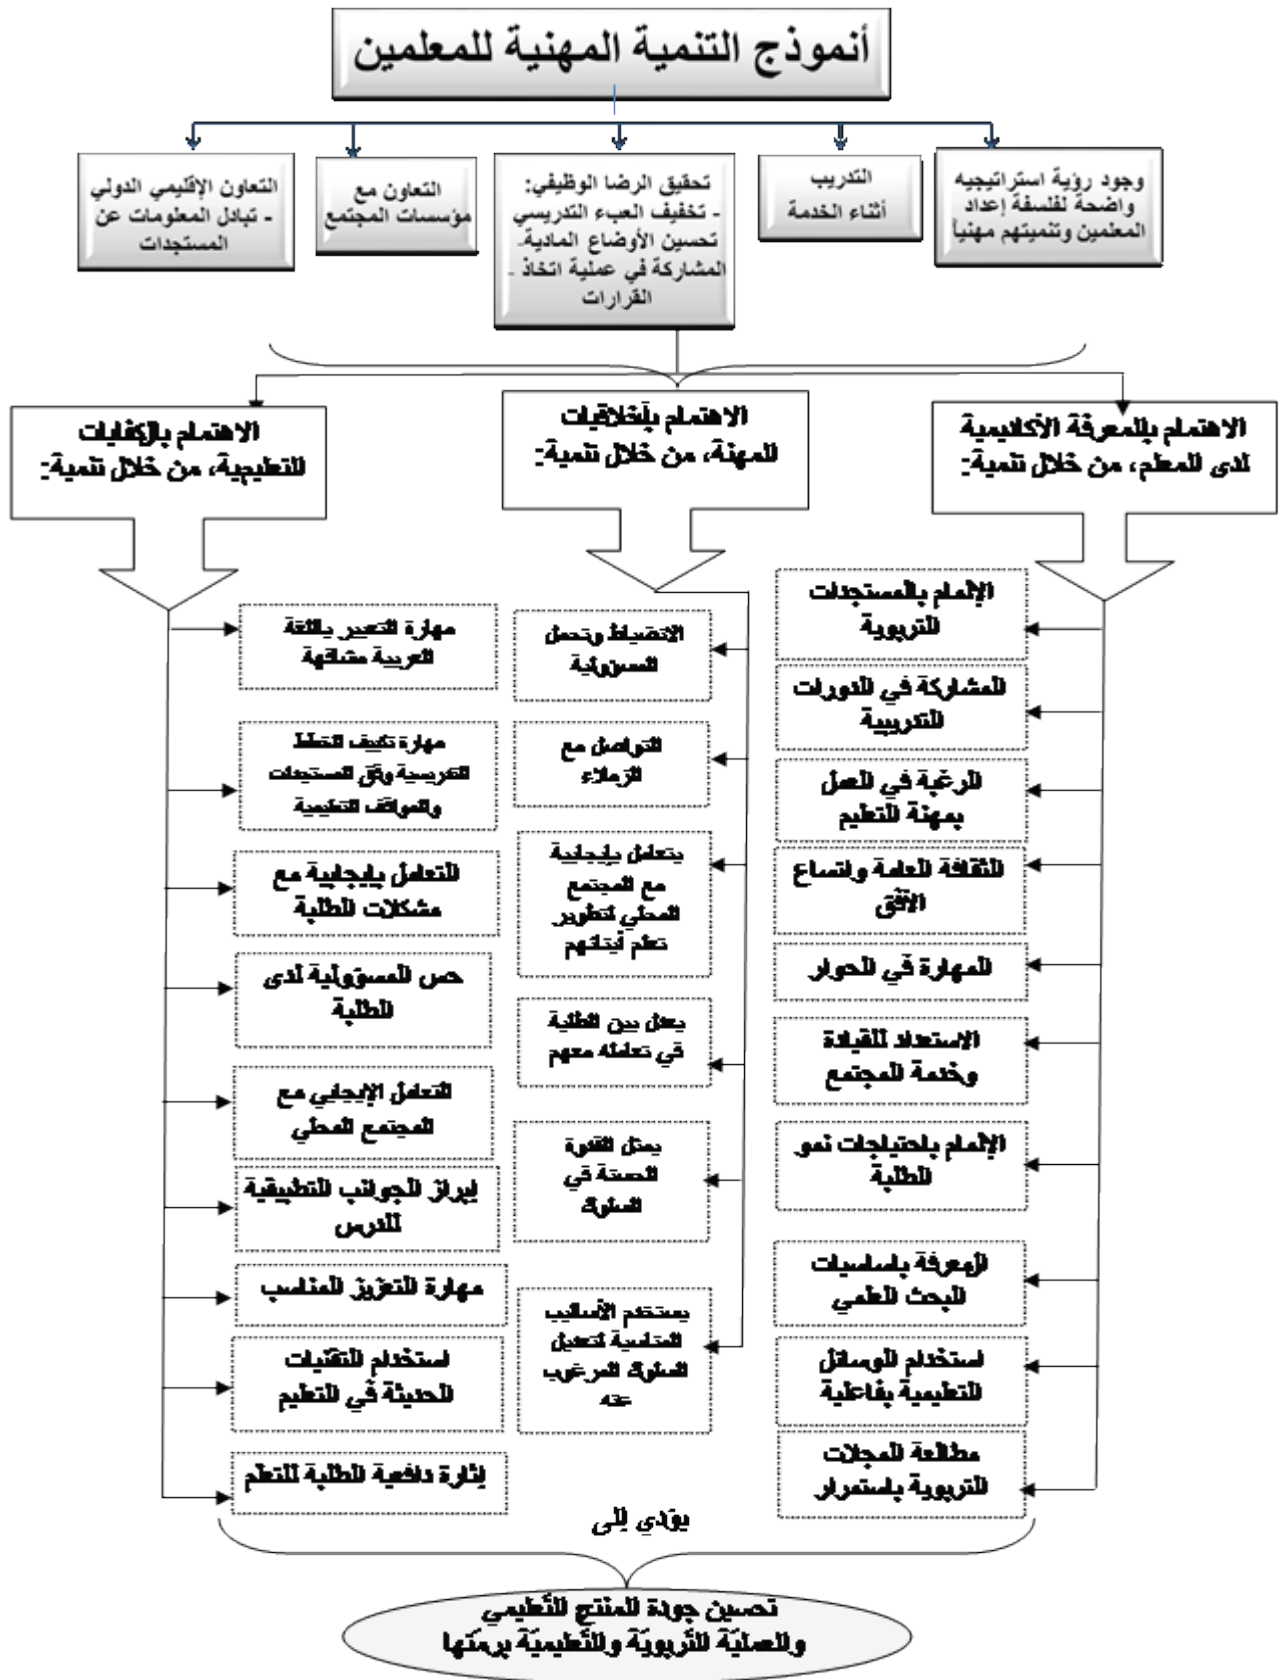 أنموذج التنمية المهنية للمعلمين
وجود رؤية استراتيجيه
واضحة لفلسفة إعداد
المعلمين وتنميتهم مهنياً
التدريب
أثناء الخدمة
تحقيق الرضا الوظيفي:
- تخفيف العبء التدريسي
تحسين الأوضاع المادية-
المشاركة في عملية اتخاذ -
القرارات
التعاون مع
مؤسسات المجتمع
التعاون الإقليمي الدولي
- تبادل المعلومات عن
المستجدات
الاهتمام بالمعرفة الأكاديمية
لدى المعلم، من خلال تنمية:-
الإلمام بالمستجدات
التربوية
المشاركة في الدورات
التدريبية
الرغبة في العمل
بمهنة التعليم
الثقافة العامة واتساع
الأفق
المهارة في الحوار
الإستعداد للقيادة
وخدمة المجتمع
الإلمام باحتياجات نمو
الطلبة
المعرفة باساسيات
البحث العلمي
استخدام الوسائل
التعليمية بفاعلية
مطالعة المجلات
التربوية باستمرار
الاهتمام بأخلاقيات
المهنة، من خلال تنمية:-
الانضباط وتحمل
المسؤولية
التواصل مع
الزملاء
يتعامل بإيجابية
مع المجتمع
المحلي لتطوير
تعلم أبنائهم
يعدل بين الطلبة
في تعامله معهم
يمثل القدوة
الحسنة في
السلوك
يستخدم الأساليب
المناسبة لتعديل
السلوك المرغوب
عنه
الاهتمام بالكفايات
التعليمية، من خلال تنمية:-
مهارة التعبير باللغة
العربية مشافهة
مهارة تكييف الخطط
التدريسية وفق المستجدات
والمواقف التعليمية
التعامل بإيجابية مع
مشكلات الطلبة
حس المسؤولية لدى
الطلبة
التعامل الإيجابي مع
المجتمع المحلي
إبراز الجوانب التطبيقية
للدرس
مهارة التعزيز المناسب
استخدام التقنيات
الحديثة في التعليم
إثارة دافعية الطلبة للتعلم
يؤدي إلى
تحسين جودة المنتج التّعليمي
والعمليّة التّربويّة والتّعليميّة برمتها